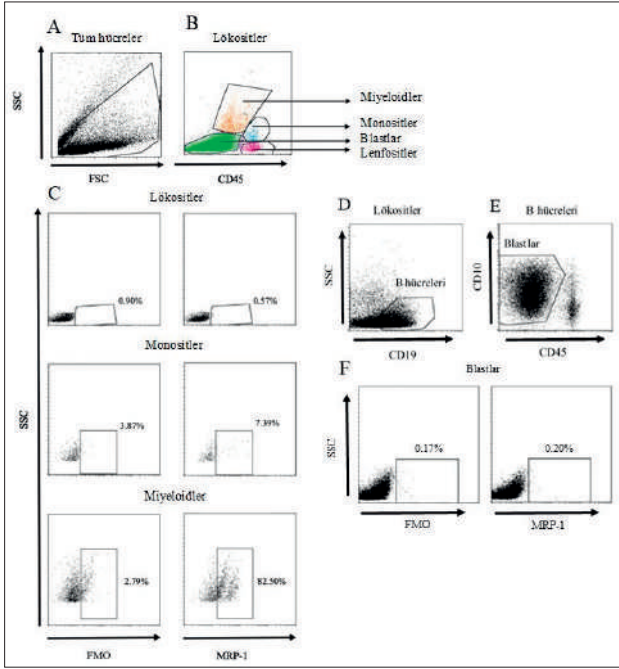 A
Tüm hücreler
SSC
FSC
B
Lökositler
CD45
Miyeloidler
Monositler
Blastlar
Lenfositler
C
Lökositler
0.90%
0.57%
Monositler
3.87%
7.39%
SSC
Miyeloidler
2.79%
82.50%
FMO
MRP-1
D
Lökositler
SSC
B hücreleri
CD19
E
B hücreleri
Blastlar
CD10
CD45
F
Blastlar
SSC
0.17%
0.20%
FMO
MRP-1